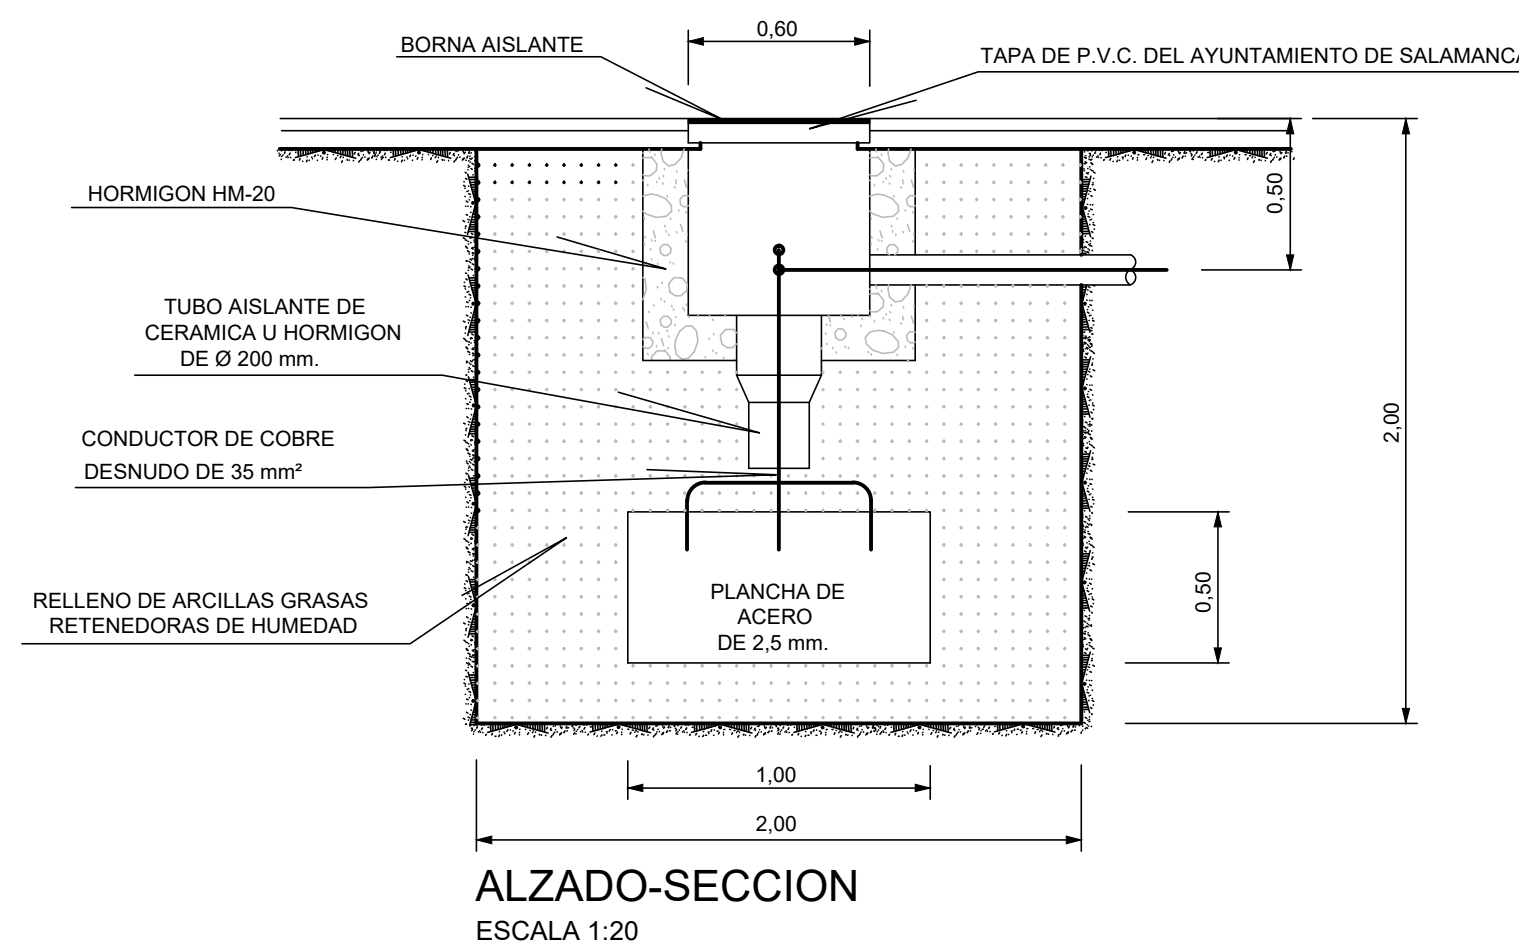 0,60
BORNA AISLANTE
TAPA DE P.V.C. DEL AYUNTAMIENTO DE SALAMANCA
HORMIGON HM-20
0,50
TUBO AISLANTE DE
CERAMICA U HORMIGON
DE Ø 200 mm.
2,00
CONDUCTOR DE COBRE
DESNUDO DE 35 mm²
RELLENO DE ARCILLAS GRASAS
RETENEDORAS DE HUMEDAD
PLANCHA DE
ACERO
DE 2,5 mm.
0,50
1,00
2,00
ALZADO-SECCION
ESCALA 1:20